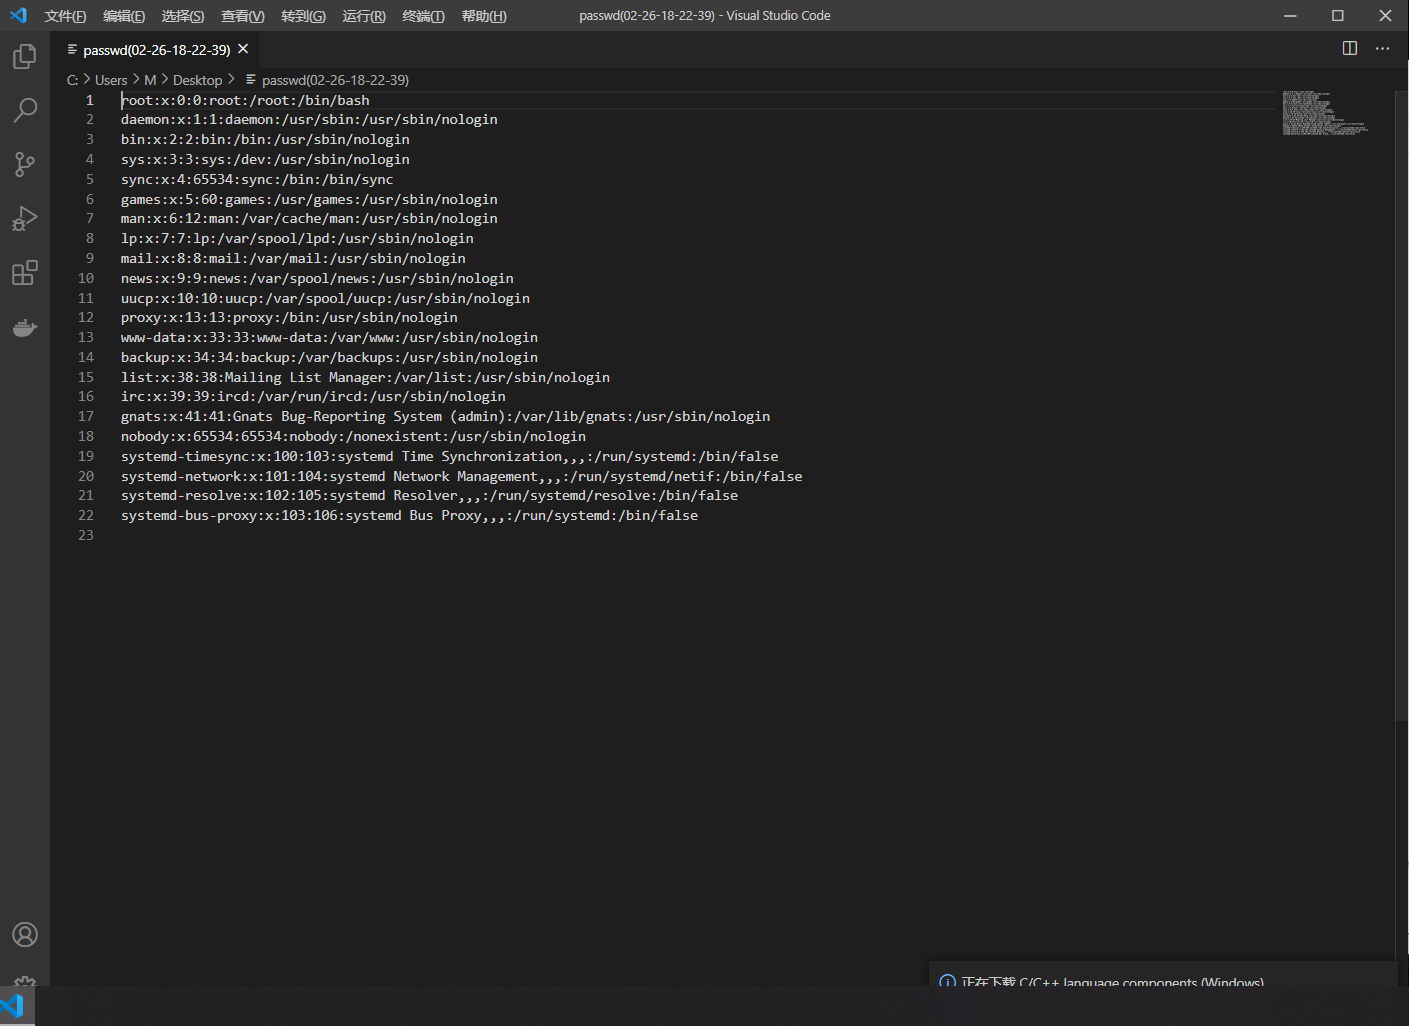 文件(F) 编辑(E) 选择(S) 查看(V) 转到(G) 运行(R) 终端(T) 帮助(H) passwd(02-26-18-22-39) - Visual Studio Code
passwd(02-26-18-22-39)
C: > Users > M > Desktop > passwd(02-26-18-22-39)
1 root:x:0:0:root:/root:/bin/bash
2 daemon:x:1:1:daemon:/usr/sbin:/usr/sbin/nologin
3 bin:x:2:2:bin:/bin:/usr/sbin/nologin
4 sys:x:3:3:sys:/dev:/usr/sbin/nologin
5 sync:x:4:65534:sync:/bin:/bin/sync
6 games:x:5:60:games:/usr/games:/usr/sbin/nologin
7 man:x:6:12:man:/var/cache/man:/usr/sbin/nologin
8 lp:x:7:7:lp:/var/spool/lpd:/usr/sbin/nologin
9 mail:x:8:8:mail:/var/mail:/usr/sbin/nologin
10 news:x:9:9:news:/var/spool/news:/usr/sbin/nologin
11 uucp:x:10:10:uucp:/var/spool/uucp:/usr/sbin/nologin
12 proxy:x:13:13:proxy:/bin:/usr/sbin/nologin
13 www-data:x:33:33:www-data:/var/www:/usr/sbin/nologin
14 backup:x:34:34:backup:/var/backups:/usr/sbin/nologin
15 list:x:38:38:Mailing List Manager:/var/list:/usr/sbin/nologin
16 irc:x:39:39:ircd:/var/run/ircd:/usr/sbin/nologin
17 gnats:x:41:41:Gnats Bug-Reporting System (admin):/var/lib/gnats:/usr/sbin/nologin
18 nobody:x:65534:65534:nobody:/nonexistent:/usr/sbin/nologin
19 systemd-timesync:x:100:103:systemd Time Synchronization,,,:/run/systemd:/bin/false
20 systemd-network:x:101:104:systemd Network Management,,,:/run/systemd/netif:/bin/false
21 systemd-resolve:x:102:105:systemd Resolver,,,:/run/systemd/resolve:/bin/false
22 systemd-bus-proxy:x:103:106:systemd Bus Proxy,,,:/run/systemd:/bin/false
23
正在下载 C/C++ language components (Windows)